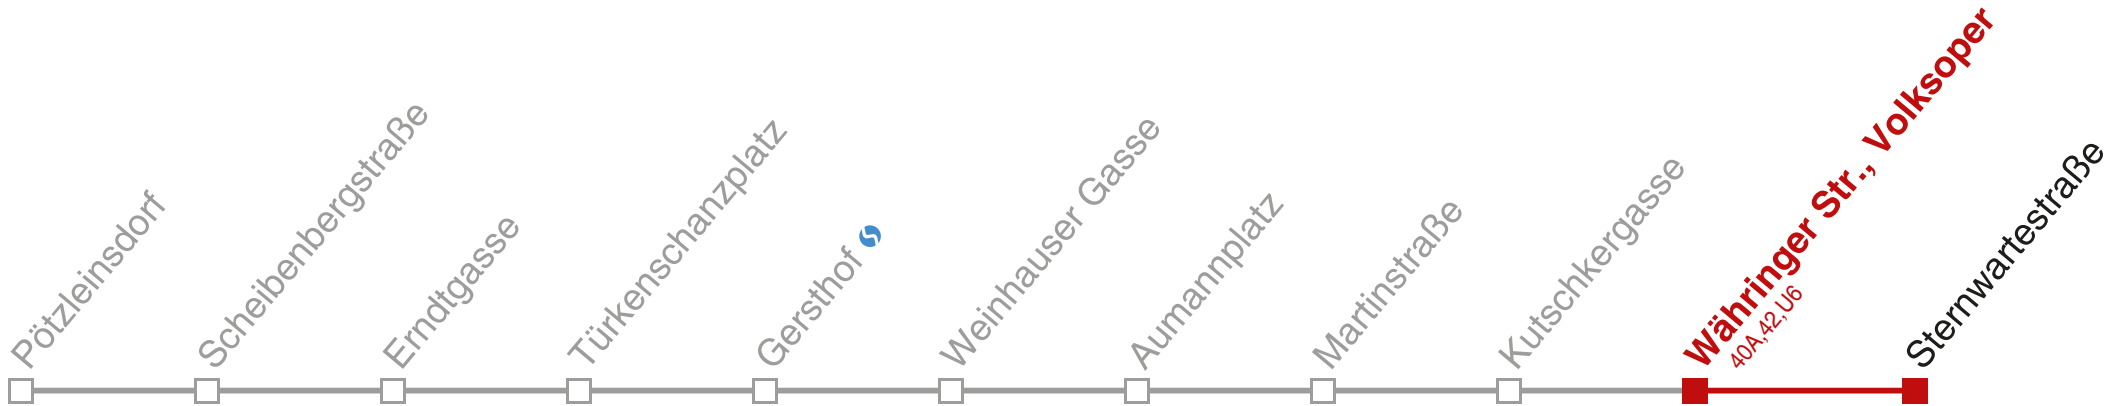 Pötzleinsdorf
Scheibenbergstraße
Erndtgasse
Türkenschanzplatz
Gersthof
Weinhauser Gasse
Aumannplatz
Martinstraße
Kutschkergasse
Währinger Str., Volksoper
40A,42,U6
Sternwartestraße